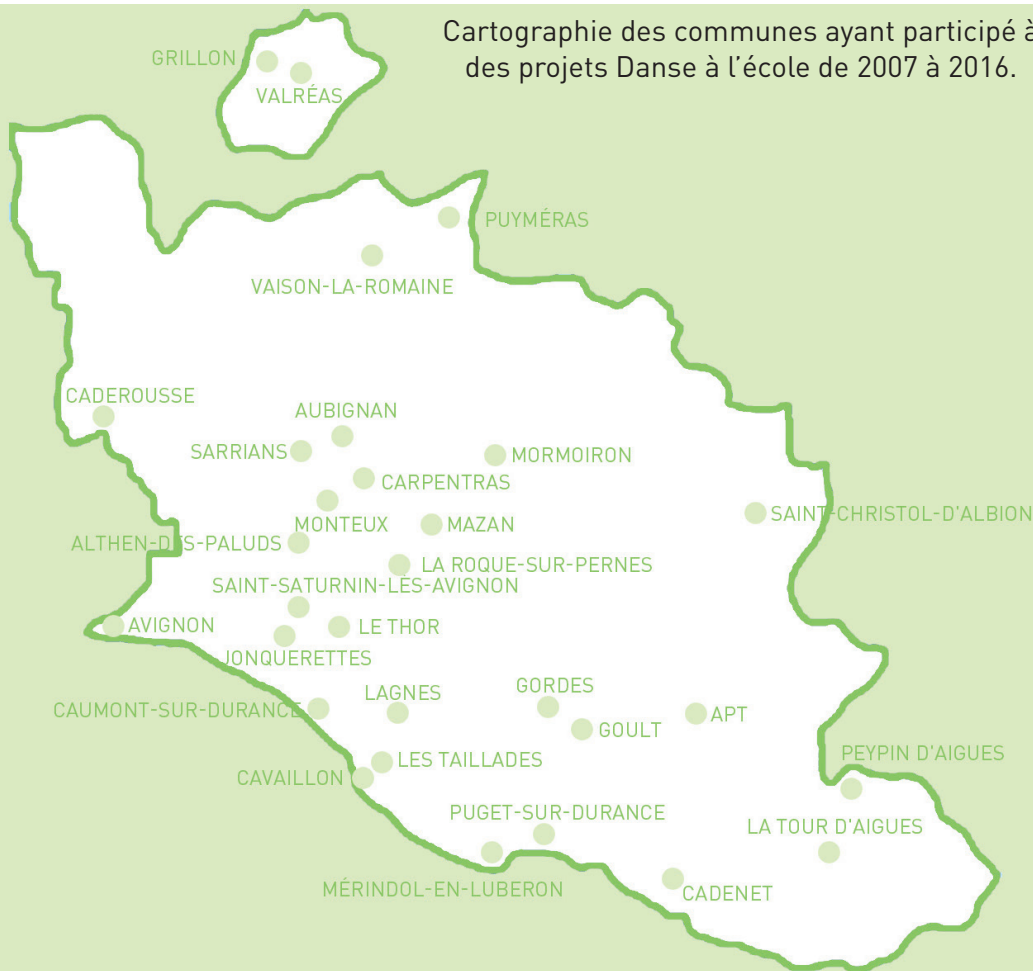 Cartographie des communes ayant participé à
des projets Danse à l'école de 2007 à 2016.
GRILLON
VALRÉAS
PUYMÉRAS
VAISON-LA-ROMAINE
CADEROUSSE
AUBIGNAN
SARRIANS
MORMOIRON
CARPENTRAS
MONTEUX
MAZAN
SAINT-CHRISTOL-D'ALBION
ALTHEN-DES-PALUDS
LA ROQUE-SUR-PERNES
SAINT-SATURNIN-LES-AVIGNON
AVIGNON
LE THOR
JONQUERETTES
LAGNES
GORDES
CAUMONT-SUR-DURANCE
GOULT
APT
LES TAILLADES
PEYPIN D'AIGUES
CAVAILLON
PUGET-SUR-DURANCE
LA TOUR D'AIGUES
MÉRINDOL-EN-LUBERON
CADENET